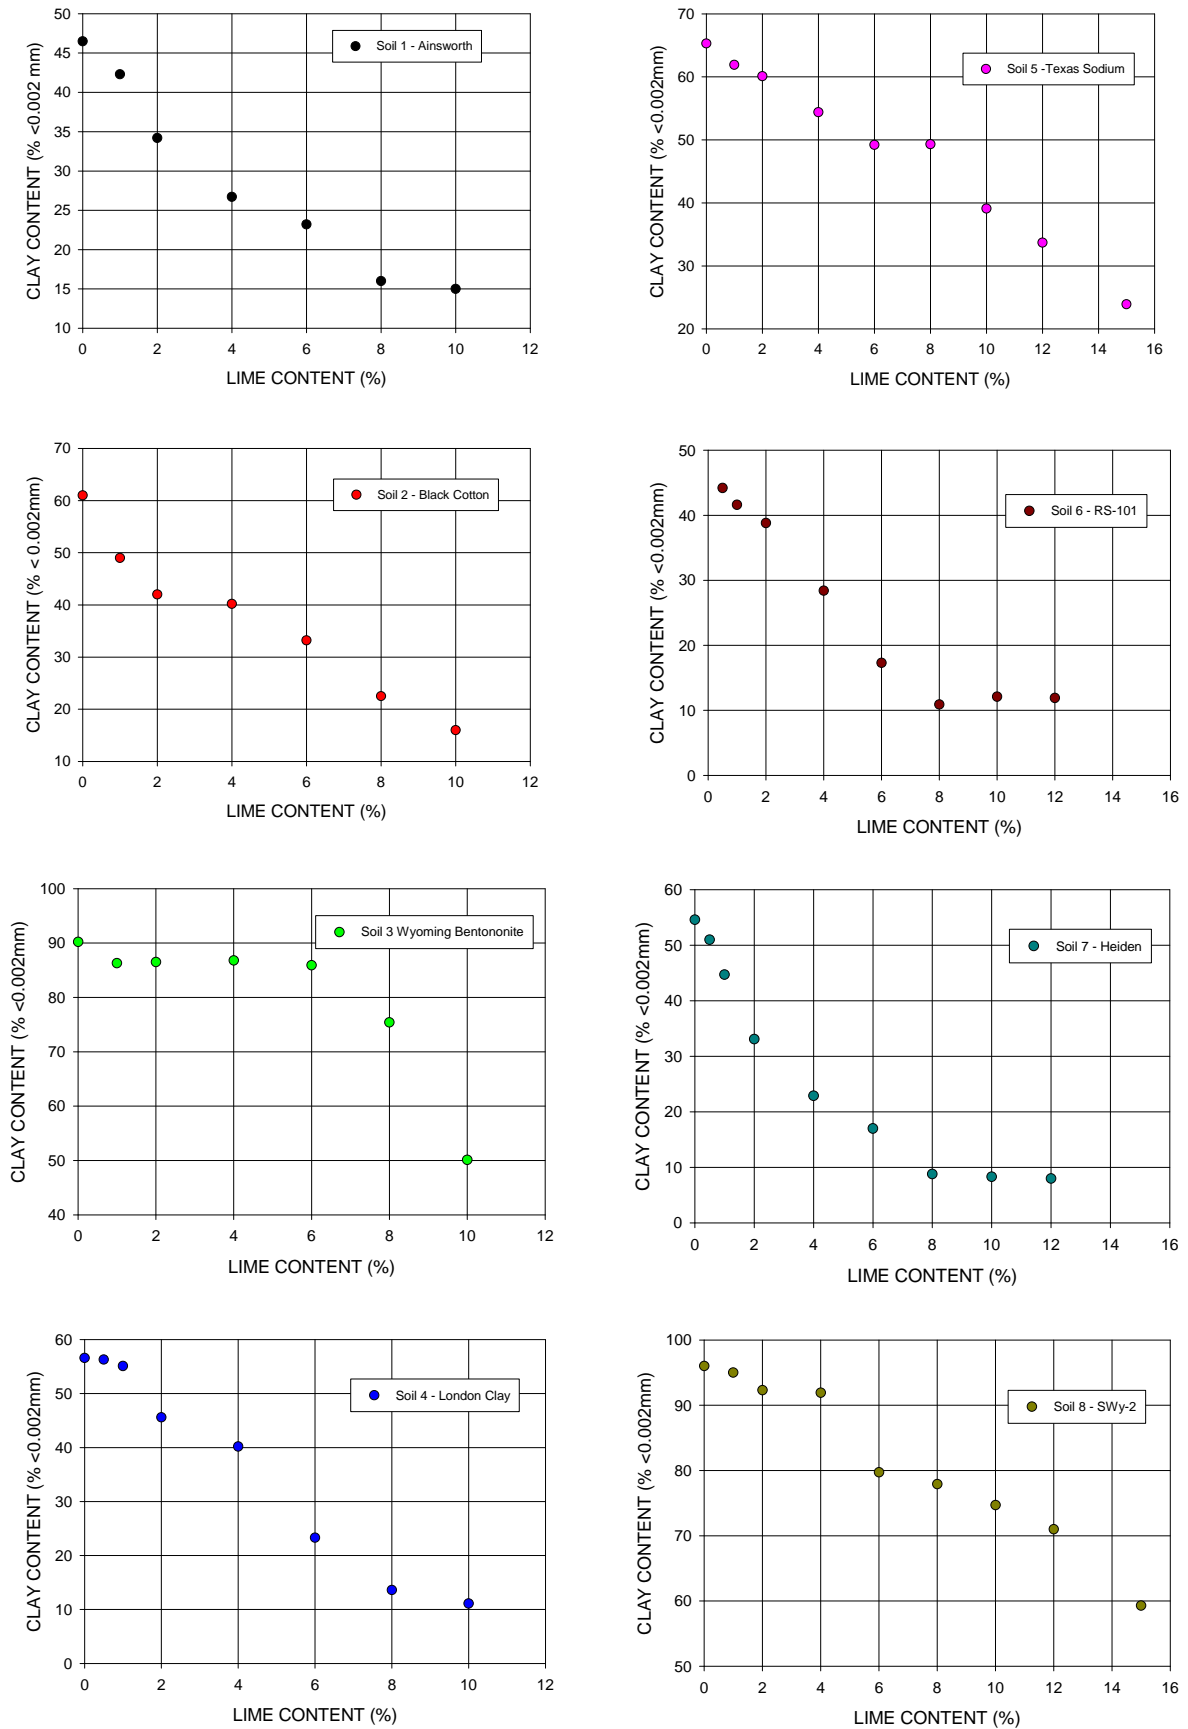 50
45
40
35
30
25
20
15
10
0 2 4 6 8 10 12
CLAY CONTENT (% <0.002 mm)
LIME CONTENT (%)
Soil 1 - Ainsworth
70
60
50
40
30
20
0 2 4 6 8 10 12 14 16
CLAY CONTENT (% <0.002mm)
LIME CONTENT (%)
Soil 5 -Texas Sodium
70
60
50
40
30
20
10
0 2 4 6 8 10 12
CLAY CONTENT (% < 0.002mm)
LIME CONTENT (%)
Soil 2 - Black Cotton
50
40
30
20
10
0
0 2 4 6 8 10 12 14 16
CLAY CONTENT (% <0.002mm)
LIME CONTENT (%)
Soil 6 - RS-101
100
90
80
70
60
50
40
0 2 4 6 8 10 12
CLAY CONTENT (% <0.002mm)
LIME CONTENT (%)
Soil 3 Wyoming Bentononite
60
50
40
30
20
10
0
0 2 4 6 8 10 12 14 16
CLAY CONTENT (% <0.002mm)
LIME CONTENT (%)
Soil 7 - Heiden
60
50
40
30
20
10
0
0 2 4 6 8 10 12
CLAY CONTENT (% <0.002mm)
LIME CONTENT (%)
Soil 4 - London Clay
100
90
80
70
60
50
0 2 4 6 8 10 12 14 16
CLAY CONTENT (% <0.002mm)
LIME CONTENT (%)
Soil 8 - SWy-2